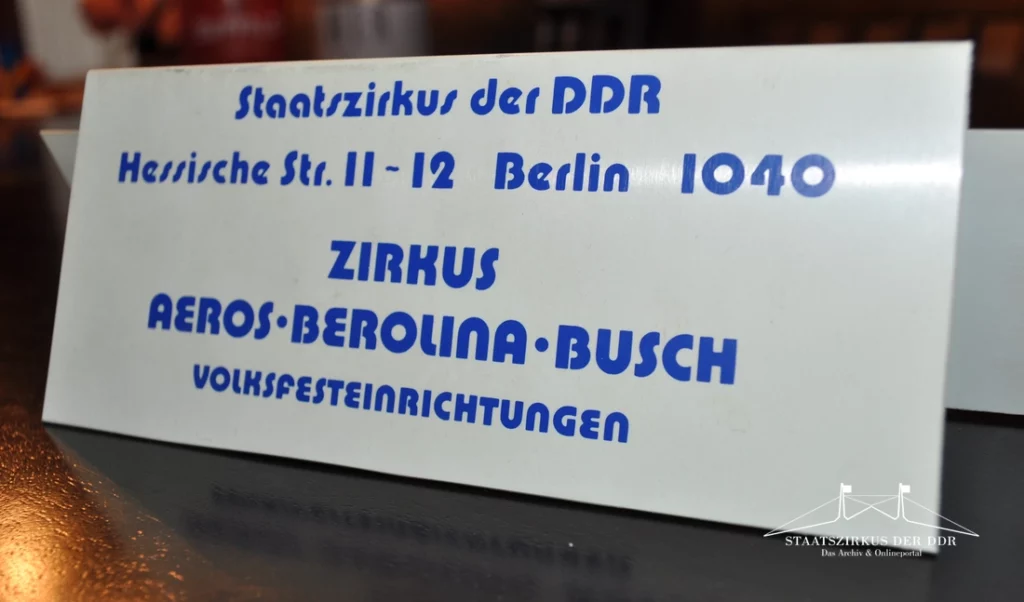 Staatszirkus der DDR
Hessische Str. 11-12 Berlin 1040
ZIRKUS
AEROS·BEROLINA·BUSCH
VOLKSFESTEINRICHTUNGEN
STAATSZIRKUS DER DDR
Das Archiv & Onlineportal